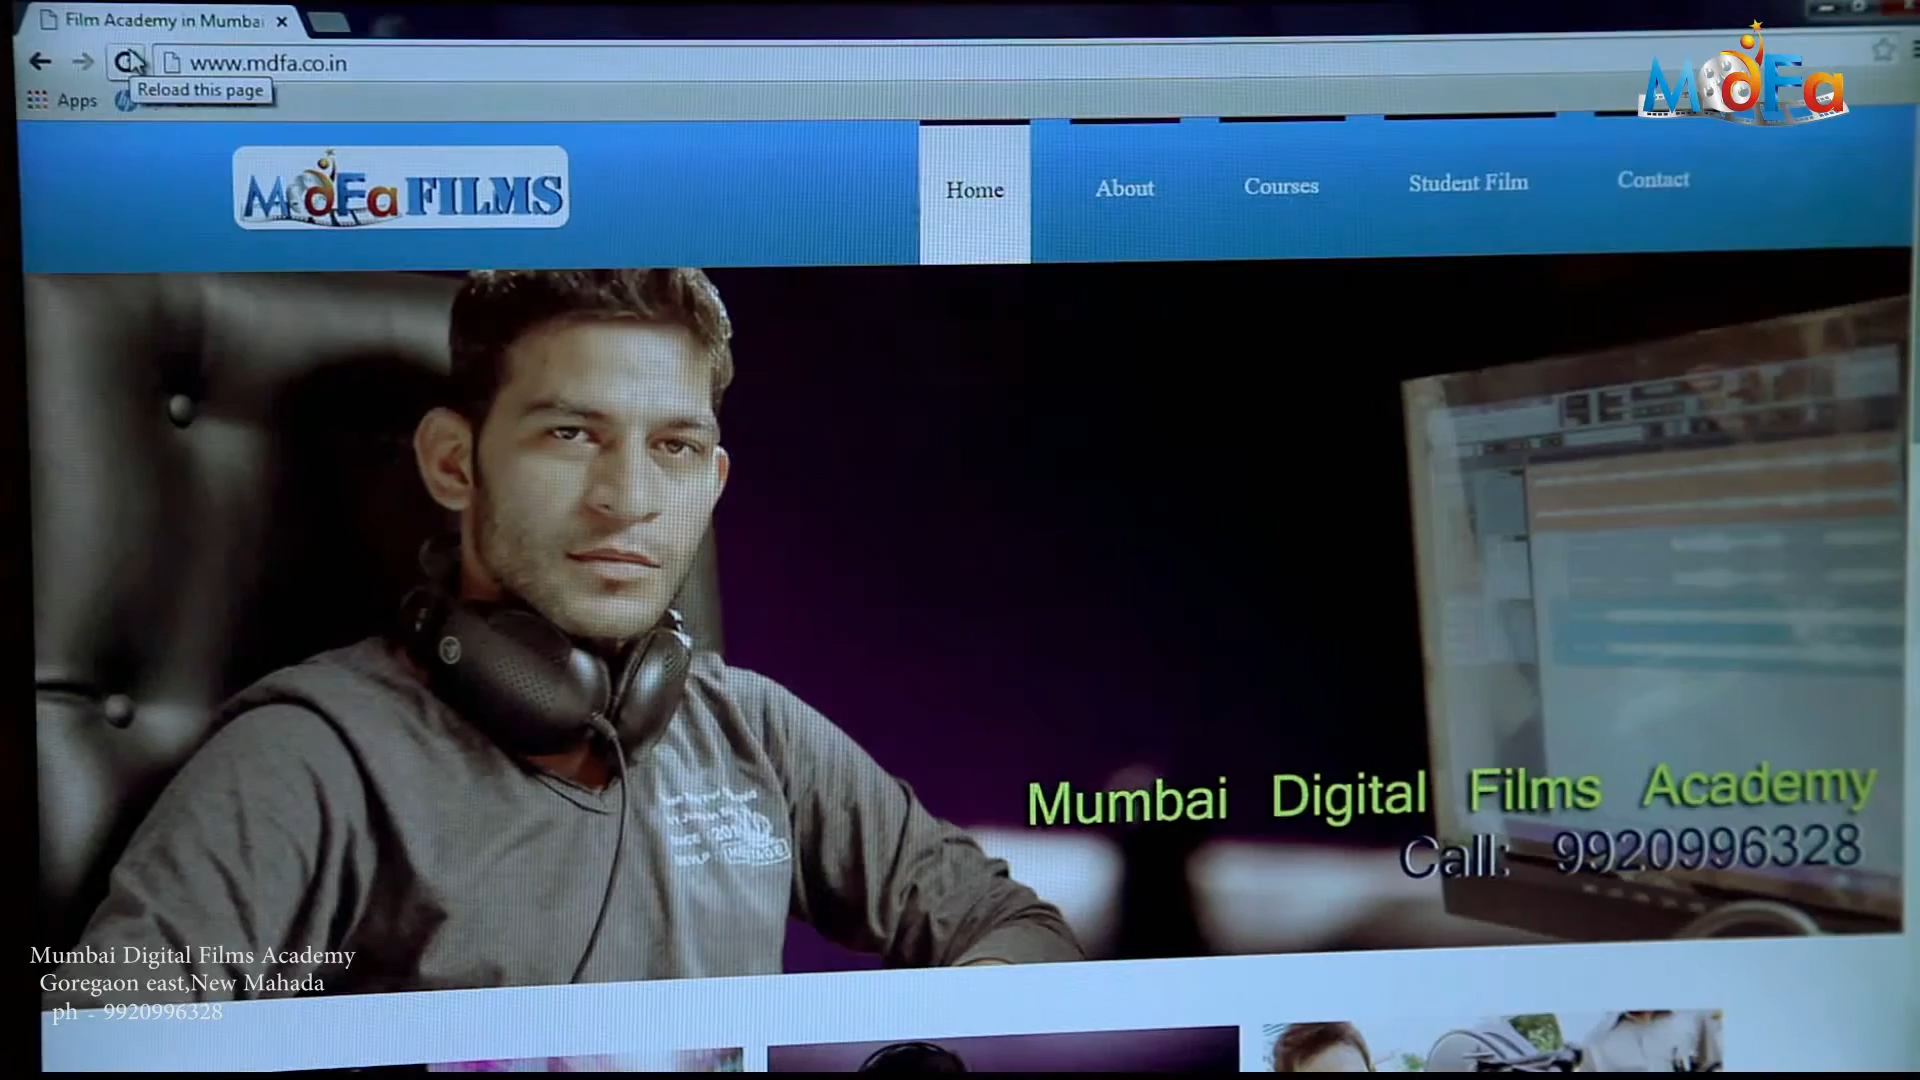 Film Academy in Mumbai
www.mdfa.co.in
Reload this page
Apps
MdFa
MdFa FILMS
Home
About
Courses
Student Film
Contact
Mumbai Digital Films Academy
Call: 9920996328
Mumbai Digital Films Academy
Goregaon east,New Mahada
ph - 9920996328